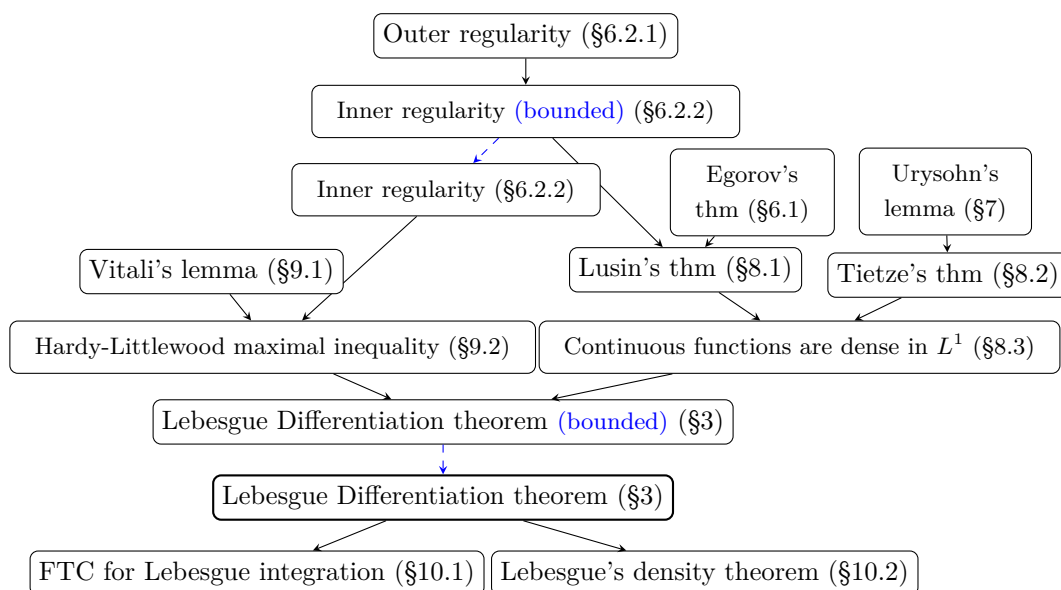 Outer regularity (§6.2.1)
Inner regularity (bounded) (§6.2.2)
Inner regularity (§6.2.2)
Egorov's
thm (§6.1)
Urysohn's
lemma (§7)
Vitali's lemma (§9.1)
Lusin's thm (§8.1)
Tietze's thm (§8.2)
Hardy-Littlewood maximal inequality (§9.2)
Continuous functions are dense in L¹ (§8.3)
Lebesgue Differentiation theorem (bounded) (§3)
Lebesgue Differentiation theorem (§3)
FTC for Lebesgue integration (§10.1)
Lebesgue's density theorem (§10.2)